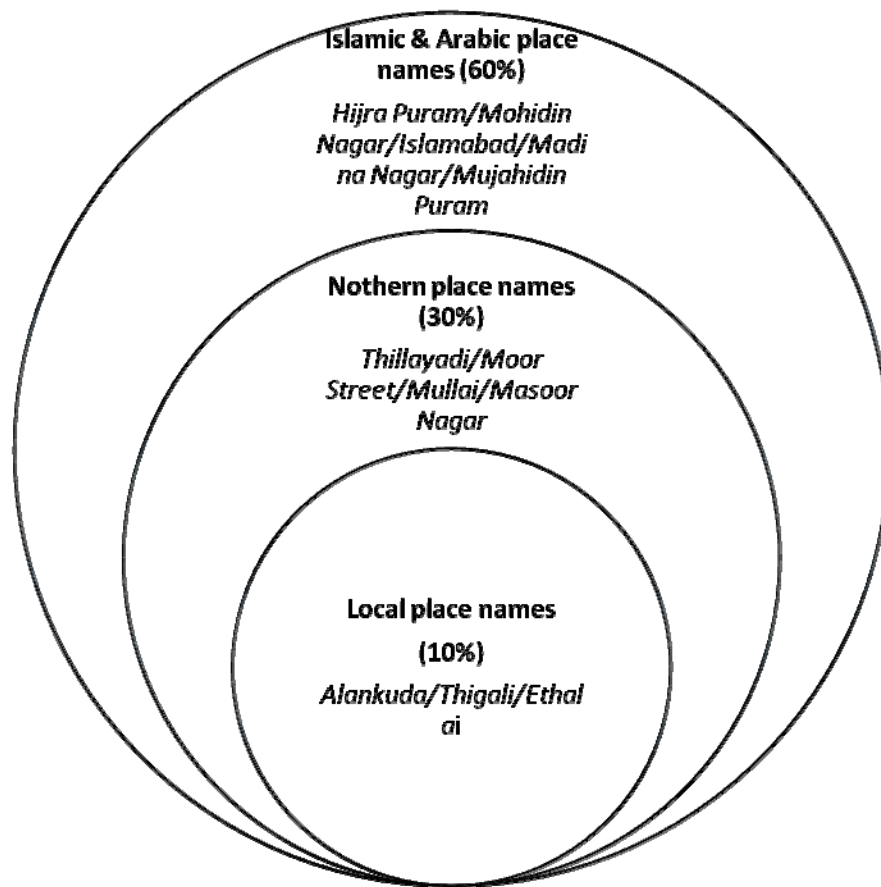 Islamic & Arabic place
names (60%)
Hijra Puram/Mohidin
Nagar/Islamabad/Madi
na Nagar/Mujahidin
Puram
Nothern place names
(30%)
Thillayadi/Moor
Street/Mullai/Masoor
Nagar
Local place names
(10%)
Alankuda/Thigali/Ethal
ai